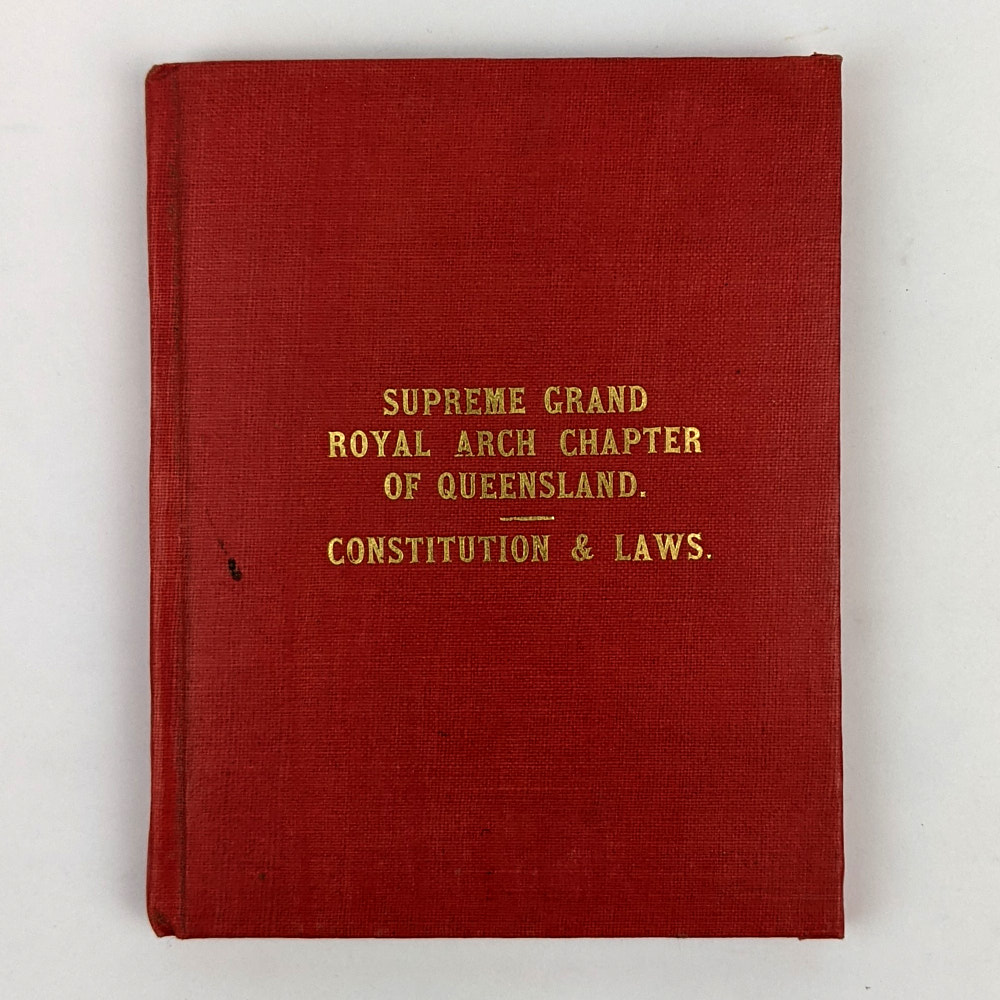 SUPREME GRAND
ROYAL ARCH CHAPTER
OF QUEENSLAND.
CONSTITUTION & LAWS.